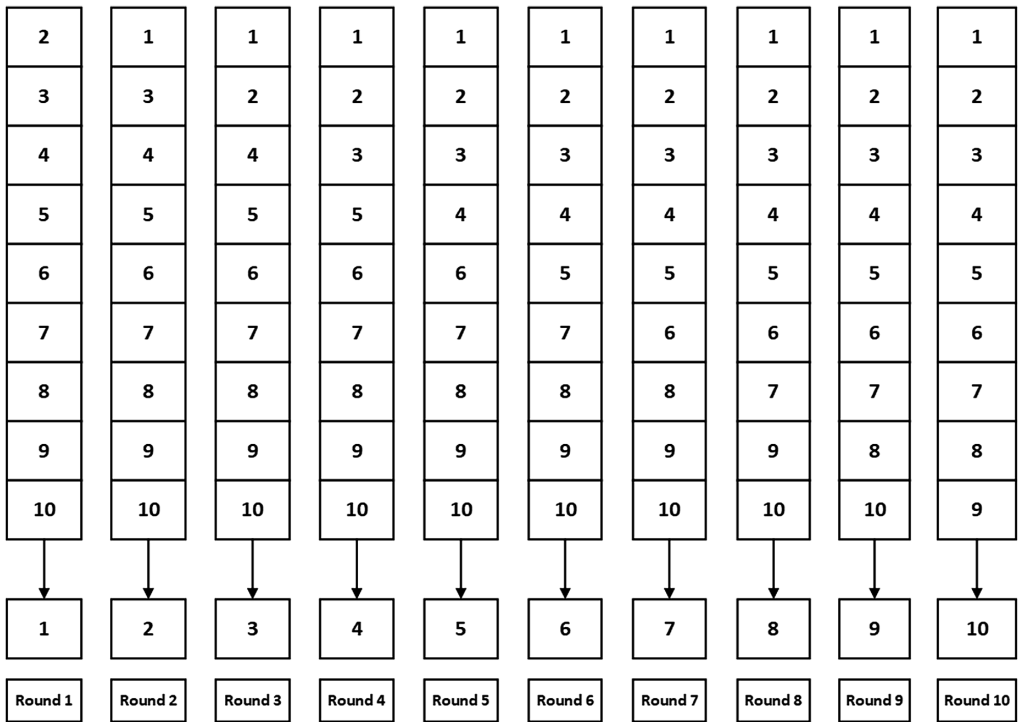 2 1 1 1 1 1 1 1 1 1
3 3 2 2 2 2 2 2 2 2
4 4 4 3 3 3 3 3 3 3
5 5 5 5 4 4 4 4 4 4
6 6 6 6 6 5 5 5 5 5
7 7 7 7 7 7 6 6 6 6
8 8 8 8 8 8 8 7 7 7
9 9 9 9 9 9 9 9 8 8
10 10 10 10 10 10 10 10 10 9
1 2 3 4 5 6 7 8 9 10
Round 1 Round 2 Round 3 Round 4 Round 5 Round 6 Round 7 Round 8 Round 9 Round 10